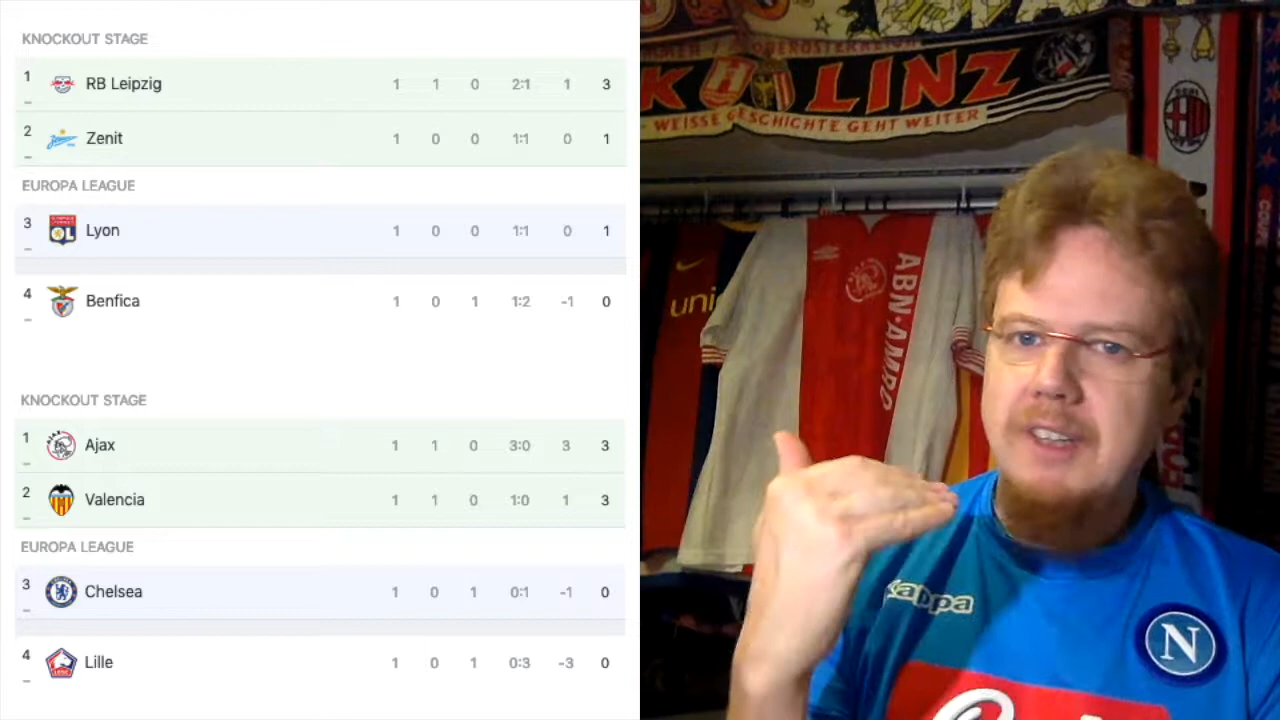 KNOCKOUT STAGE
1 RB Leipzig 1 1 0 2:1 1 3
2 Zenit 1 0 0 1:1 0 1
EUROPA LEAGUE
3 Lyon 1 0 0 1:1 0 1
4 Benfica 1 0 1 1:2 -1 0
KNOCKOUT STAGE
1 Ajax 1 1 0 3:0 3 3
2 Valencia 1 1 0 1:0 1 3
EUROPA LEAGUE
3 Chelsea 1 0 1 0:1 -1 0
4 Lille 1 0 1 0:3 -3 0
OBERÖSTERREICH
K LINZ
WEISSE GESCHICHTE GEHT WEITER
uni
ABN·AMRO
Kappa
N